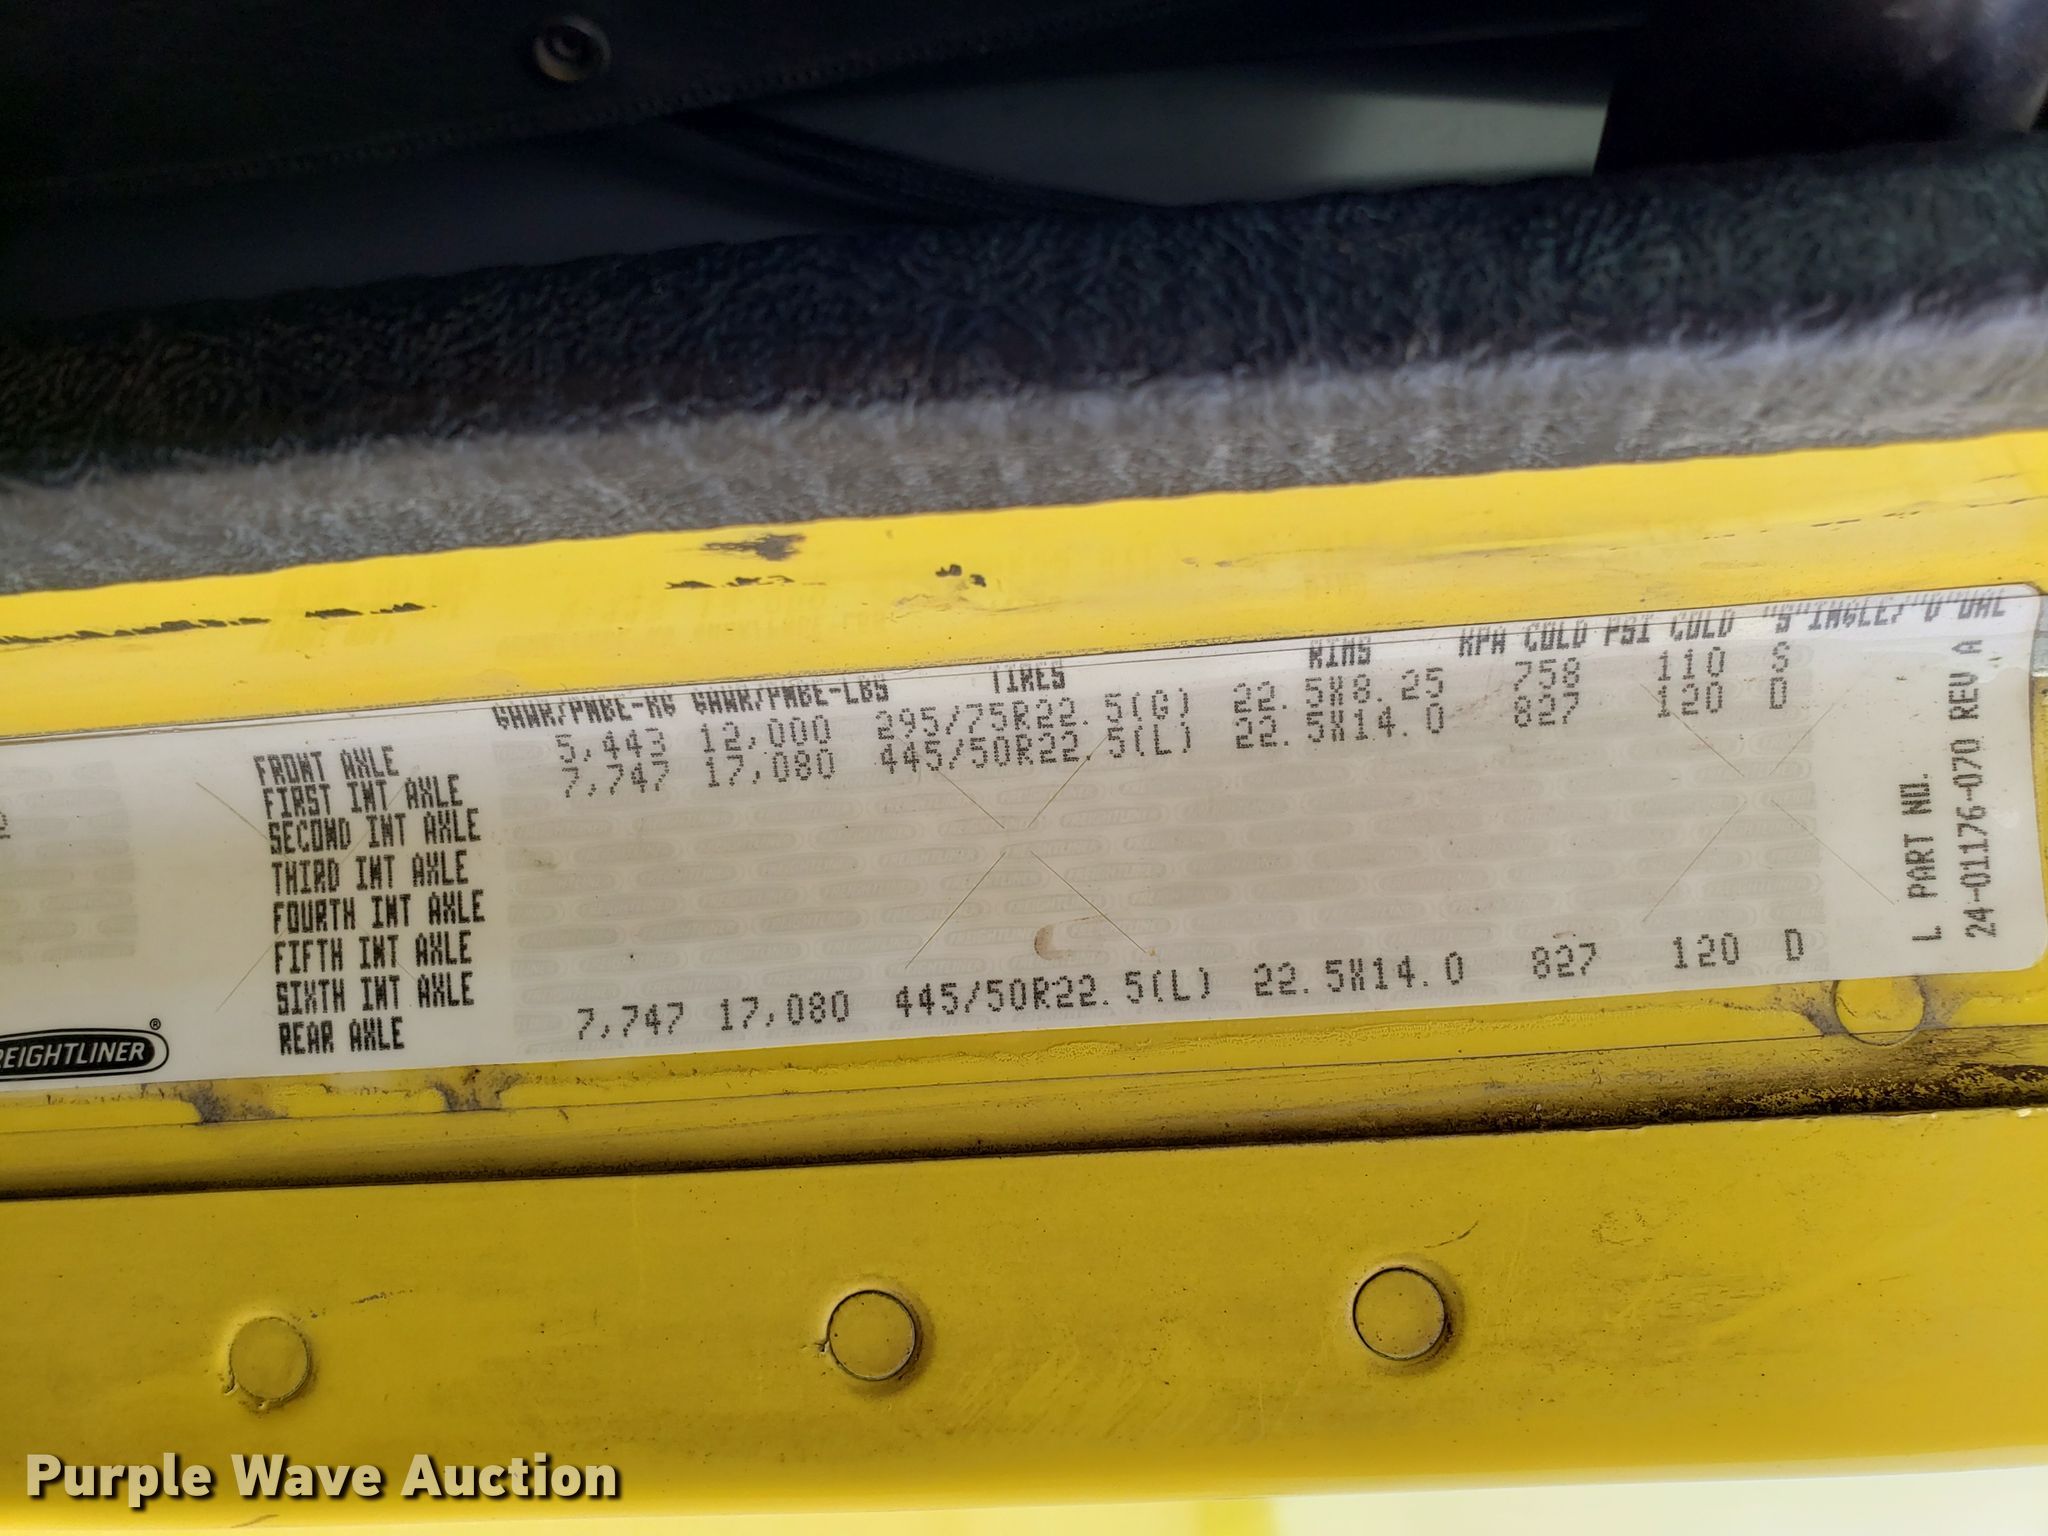 GAWR/PNBE-KG GAWR/PNBE-LBS TIRES RIMS KPA COLD PSI COLD "S"INGLE/"D"UAL
FRONT AXLE 5,443 12,000 295/75R22.5(G) 22.5X8.25 758 110 S
FIRST INT AXLE 7,747 17,080 445/50R22.5(L) 22.5X14.0 827 120 D
SECOND INT AXLE
THIRD INT AXLE
FOURTH INT AXLE
FIFTH INT AXLE
SIXTH INT AXLE
REAR AXLE 7,747 17,080 445/50R22.5(L) 22.5X14.0 827 120 D
L PART NO.
24-01176-070 REV A
REIGHTLINER®
Purple Wave Auction